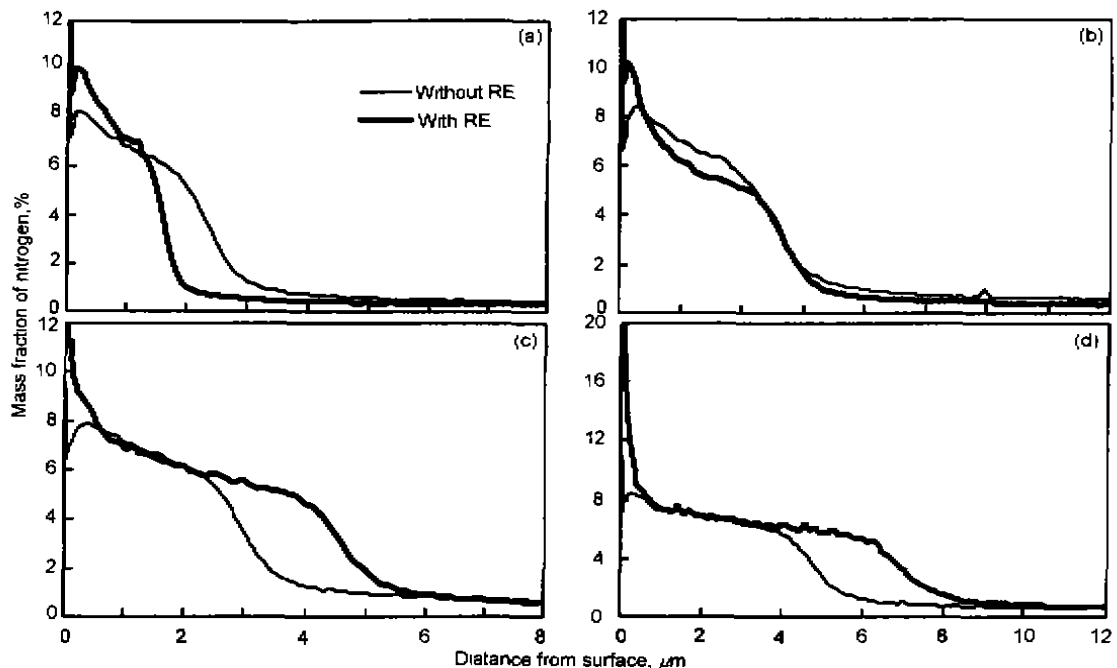 12
(a)
10
8
6
4
2
0
Without RE
With RE
12
(b)
10
8
6
4
2
0
Mass fraction of nitrogen,%
12
(c)
10
8
6
4
2
0
0 2 4 6 8
20
(d)
16
12
8
4
0
0 2 4 6 8 10 12
Diatance from surface, μm